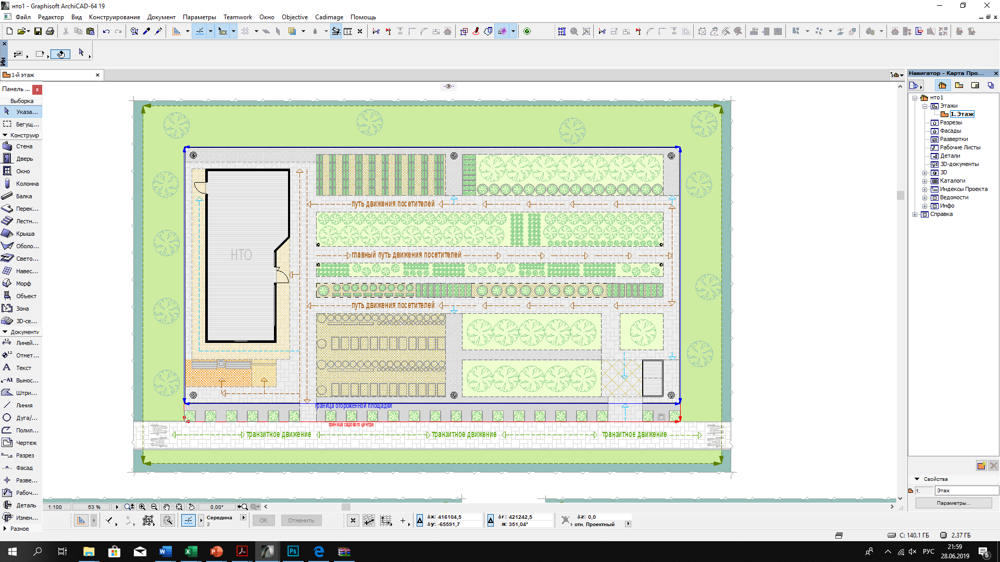 нто1 - Graphisoft ArchiCAD-64 19
Файл Редактор Вид Конструирование Документ Параметры Teamwork Окно Objective Cadimage Помощь
Ин
1-й этаж
Панель ...
Выборка
Указа...
Бегущ...
Конструир
Стена
Дверь
Окно
Колонна
Балка
Перек...
Лестн...
Крыша
Оболо...
Свето...
Навес...
Морф
Объект
Зона
3D-се...
Документи
Линей...
Отмет...
Текст
Вынос...
Штри...
Линия
Дуга/...
Полил...
Чертеж
Разрез
Фасад
Разве...
Рабоч...
Деталь
Измен...
Разное
НТО
путь движения посетителей
главный путь движения посетителей
путь движения посетителей
граница огороженной площадки
граница садового центра
транзитное движение
транзитное движение
транзитное движение
Навигатор - Карта Про...
нто1
Этажи
1. Этаж
Разрезы
Фасады
Развертки
Рабочие Листы
Детали
3D-документы
3D
Каталоги
Индексы Проекта
Ведомости
Инфо
Справка
Свойства
1. Этаж
Параметры...
1:100 53 % 0,00°
Середина
2
OK
Отменить
Δx: 416104,5
Δy: -65591,7
Δr: 421242,5
a: 351,04°
Δz: 0,0
отн. Проектный
C: 140.1 ГБ
2.37 ГБ
РУС
21:59
28.06.2019
6